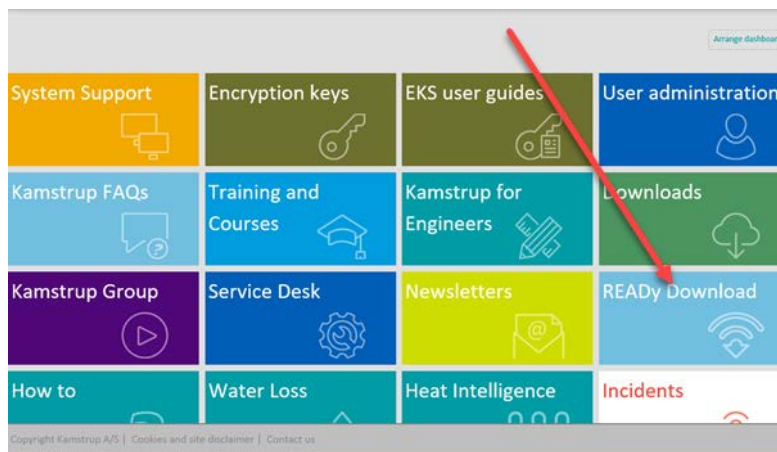 Arrange dashboar
System Support
Encryption keys
EKS user guides
User administration
Kamstrup FAQs
Training and
Courses
Kamstrup for
Engineers
Downloads
Kamstrup Group
Service Desk
Newsletters
READy Download
How to
Water Loss
Heat Intelligence
Incidents
Copyright Kamstrup A/S | Cookies and site disclaimer | Contact us